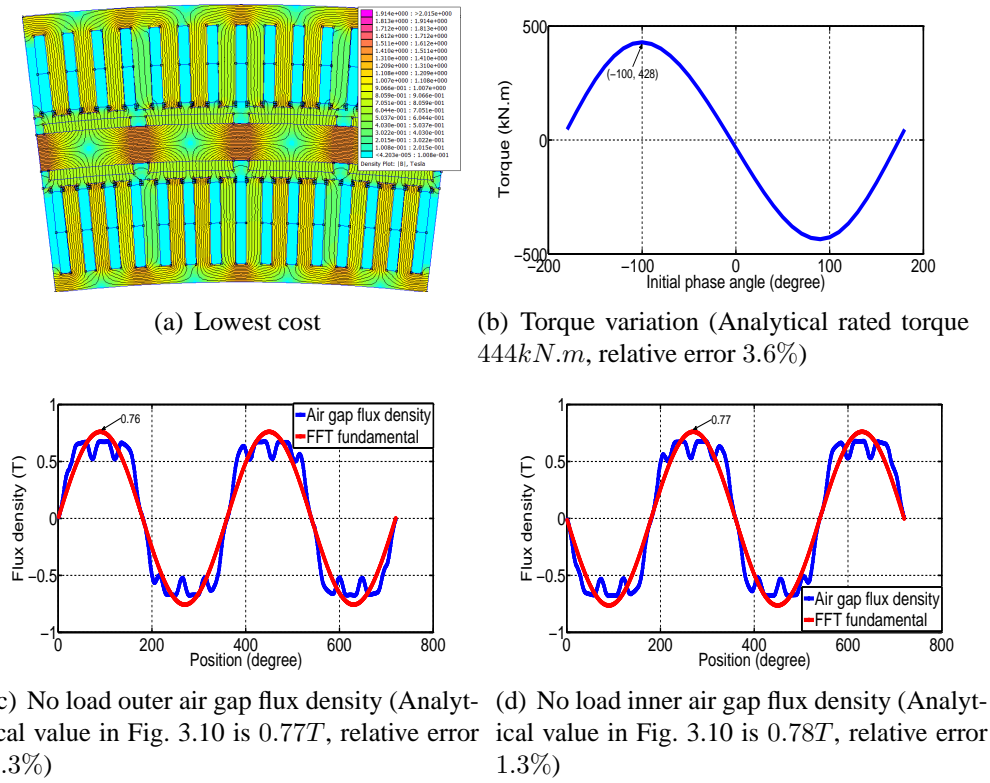 1.914e+000 : >2.015e+000
1.813e+000 : 1.914e+000
1.712e+000 : 1.813e+000
1.612e+000 : 1.712e+000
1.511e+000 : 1.612e+000
1.410e+000 : 1.511e+000
1.310e+000 : 1.410e+000
1.209e+000 : 1.310e+000
1.108e+000 : 1.209e+000
1.007e+000 : 1.108e+000
9.066e-001 : 1.007e+000
8.059e-001 : 9.066e-001
7.051e-001 : 8.059e-001
6.044e-001 : 7.051e-001
5.037e-001 : 6.044e-001
4.030e-001 : 5.037e-001
3.022e-001 : 4.030e-001
2.015e-001 : 3.022e-001
1.008e-001 : 2.015e-001
<4.203e-005 : 1.008e-001
Density Plot: |B|, Tesla
(a) Lowest cost
500
0
−500
Torque (kN.m)
(−100, 428)
−200 −100 0 100 200
Initial phase angle (degree)
(b) Torque variation (Analytical rated torque
444kN.m, relative error 3.6%)
1
0.5
0
−0.5
−1
Flux density (T)
0.76
Air gap flux density
FFT fundamental
0 200 400 600 800
Position (degree)
c) No load outer air gap flux density (Analyt-
cal value in Fig. 3.10 is 0.77T, relative error
.3%)
1
0.5
0
−0.5
−1
Flux density (T)
0.77
Air gap flux density
FFT fundamental
0 200 400 600 800
Position (degree)
(d) No load inner air gap flux density (Analyt-
ical value in Fig. 3.10 is 0.78T, relative error
1.3%)